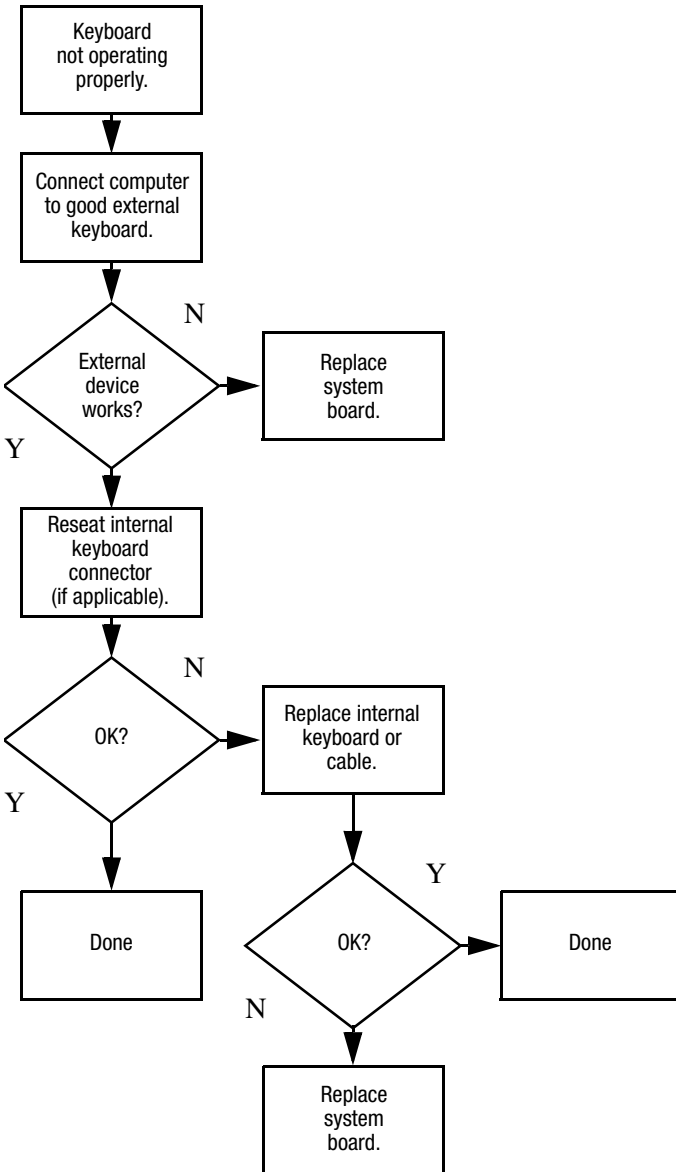 Keyboard
not operating
properly.
Connect computer
to good external
keyboard.
N
External
device
works?
Replace
system
board.
Y
Reseat internal
keyboard
connector
(if applicable).
N
OK?
Replace internal
keyboard or
cable.
Y
Y
Done
OK?
Done
N
Replace
system
board.